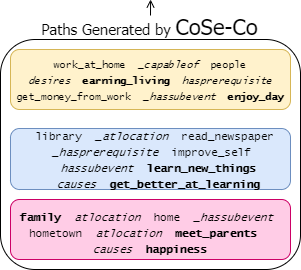 Paths Generated by CoSe-Co
work_at_home _capableof people
desires earning_living hasprerequisite
get_money_from_work _hassubevent enjoy_day
library _atlocation read_newspaper
_hasprerequisite improve_self
hassubevent learn_new_things
causes get_better_at_learning
family atlocation home _hassubevent
hometown atlocation meet_parents
causes happiness